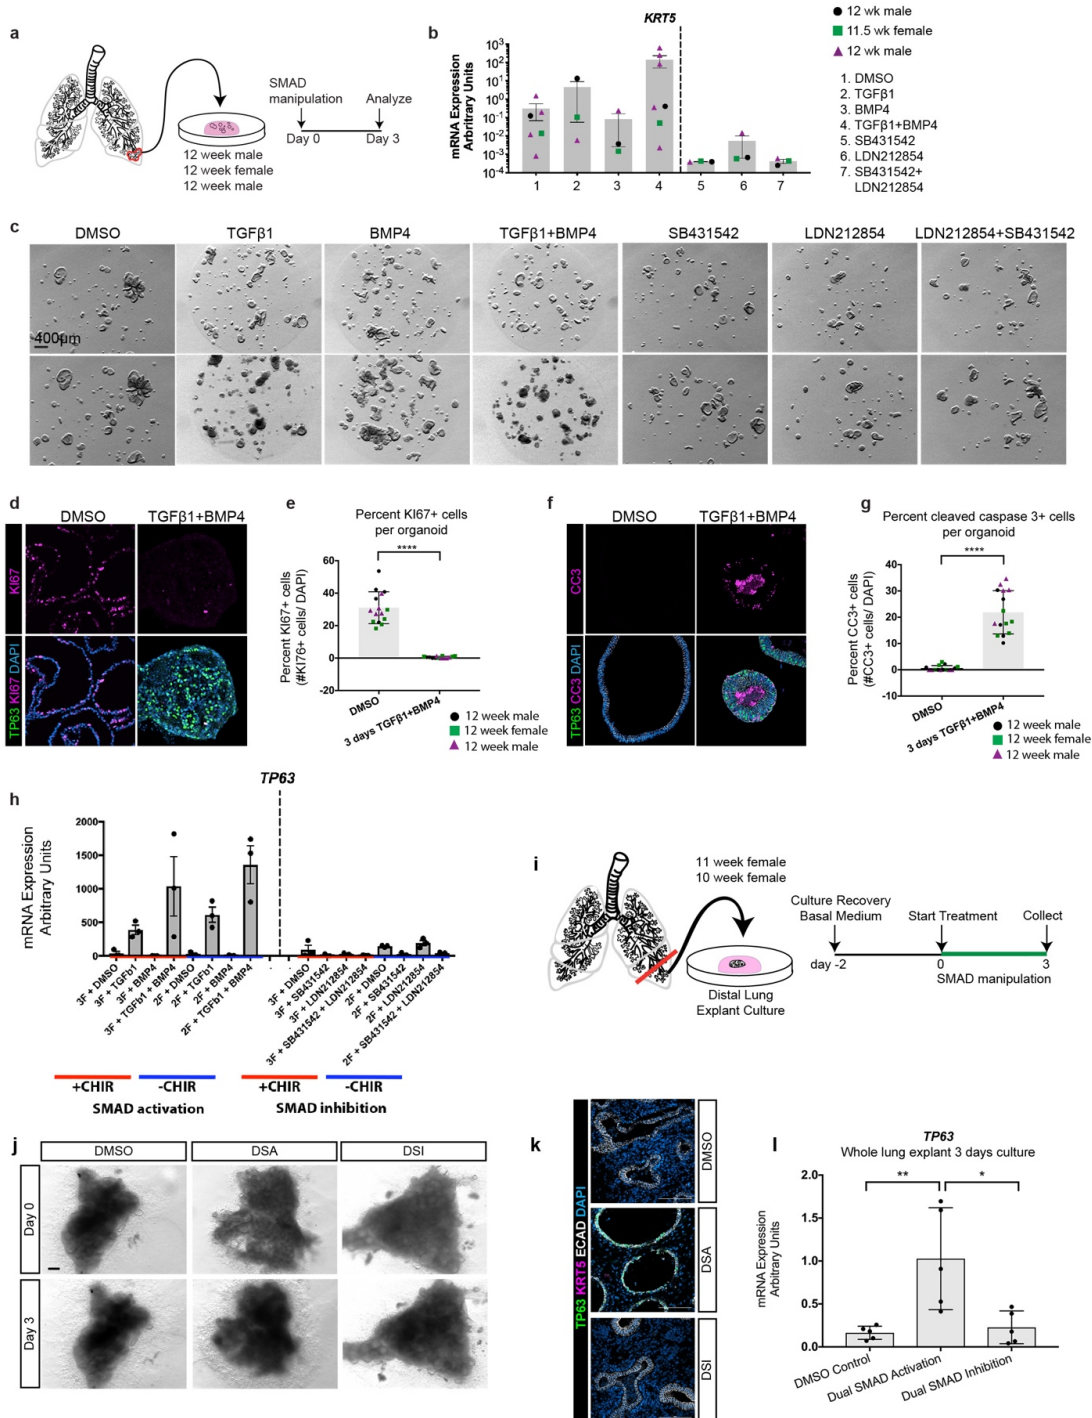 a
12 week male
12 week female
12 week male
SMAD
manipulation
Analyze
Day 0
Day 3
b
KRT5
mRNA Expression
Arbitrary Units
10³
10²
10¹
10⁰
10⁻¹
10⁻²
10⁻³
10⁻⁴
1 2 3 4 5 6 7
12 wk male
11.5 wk female
12 wk male
1. DMSO
2. TGFβ1
3. BMP4
4. TGFβ1+BMP4
5. SB431542
6. LDN212854
7. SB431542+
LDN212854
c
DMSO TGFβ1 BMP4 TGFβ1+BMP4 SB431542 LDN212854 LDN212854+SB431542
400μm
d
DMSO TGFβ1+BMP4
KI67
TP63 KI67 DAPI
e
Percent KI67+ cells
per organoid
****
Percent KI67+ cells
(#KI76+ cells/ DAPI)
60
40
20
0
-20
DMSO
3 days TGFβ1+BMP4
12 week male
12 week female
12 week male
f
DMSO TGFβ1+BMP4
CC3
TP63 CC3 DAPI
g
Percent cleaved caspase 3+ cells
per organoid
****
Percent CC3+ cells
(#CC3+ cells/ DAPI)
40
30
20
10
0
-10
DMSO
3 days TGFβ1+BMP4
12 week male
12 week female
12 week male
h
TP63
mRNA Expression
Arbitrary Units
2000
1500
1000
500
0
3F + DMSO
3F + TGFb1
3F + BMP4
3F + TGFb1 + BMP4
2F + DMSO
2F + TGFb1
2F + BMP4
2F + TGFb1 + BMP4
3F + DMSO
3F + SB431542
3F + LDN212854
3F + SB431542 + LDN212854
2F + DMSO
2F + SB431542
2F + LDN212854
2F + SB431542 + LDN212854
+CHIR -CHIR +CHIR -CHIR
SMAD activation SMAD inhibition
i
11 week female
10 week female
Distal Lung
Explant Culture
Culture Recovery
Basal Medium
Start Treatment
Collect
day -2 0 3
SMAD manipulation
j
DMSO DSA DSI
Day 0
Day 3
k
TP63 KRT5 ECAD DAPI
DMSO
DSA
DSI
l
TP63
Whole lung explant 3 days culture
** *
mRNA Expression
Arbitrary Units
2.0
1.5
1.0
0.5
0.0
DMSO Control
Dual SMAD Activation
Dual SMAD Inhibition